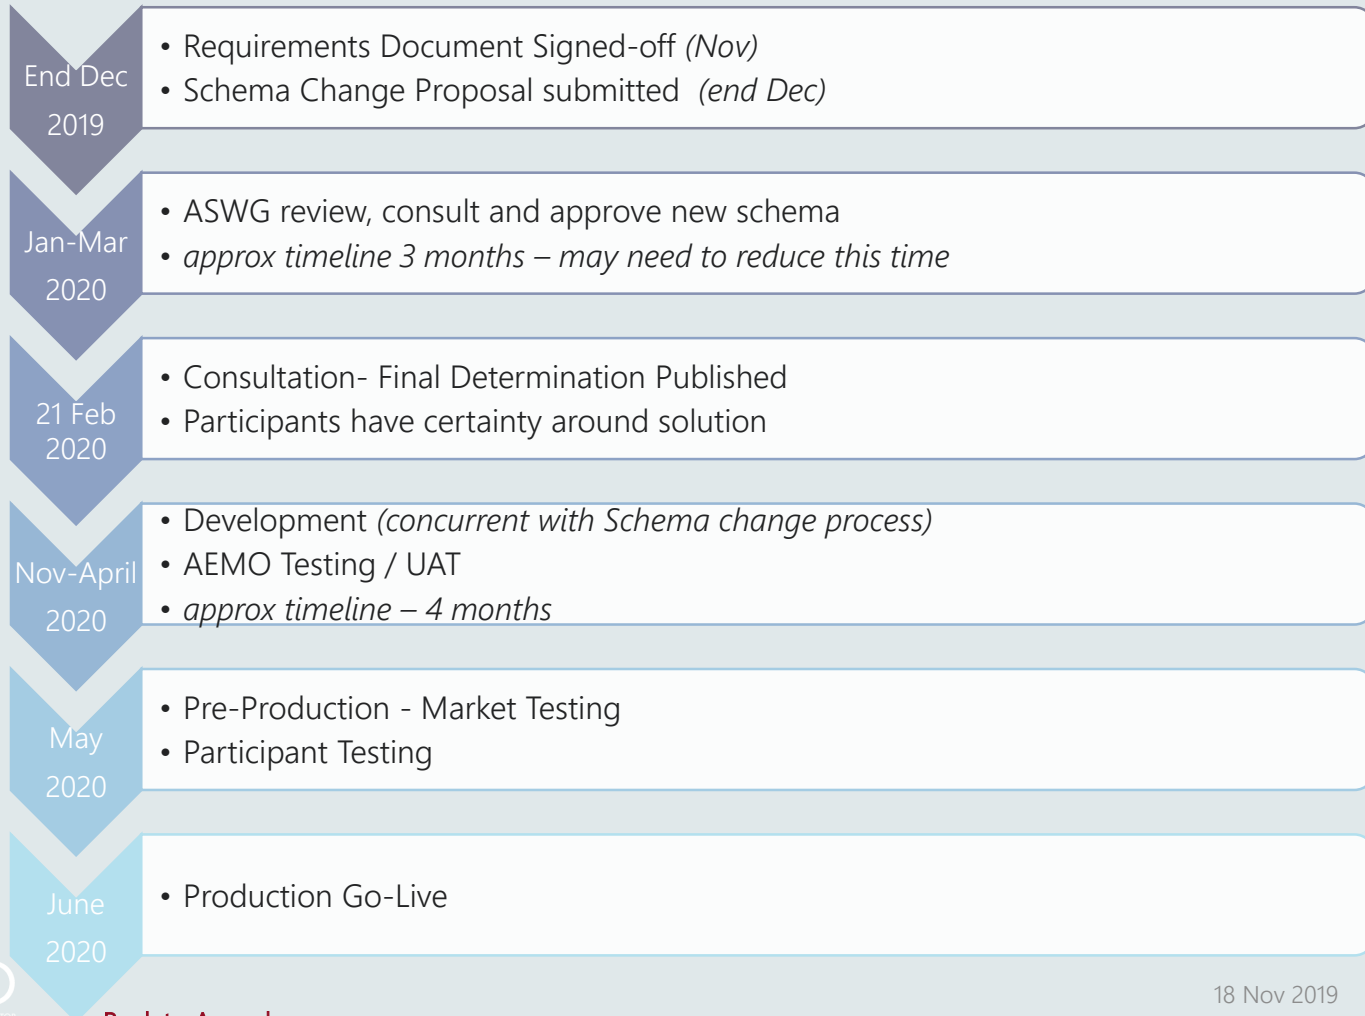 End Dec
2019
• Requirements Document Signed-off (Nov)
• Schema Change Proposal submitted (end Dec)
Jan-Mar
2020
• ASWG review, consult and approve new schema
• approx timeline 3 months – may need to reduce this time
21 Feb
2020
• Consultation- Final Determination Published
• Participants have certainty around solution
Nov-April
2020
• Development (concurrent with Schema change process)
• AEMO Testing / UAT
• approx timeline – 4 months
May
2020
• Pre-Production - Market Testing
• Participant Testing
June
2020
• Production Go-Live
18 Nov 2019